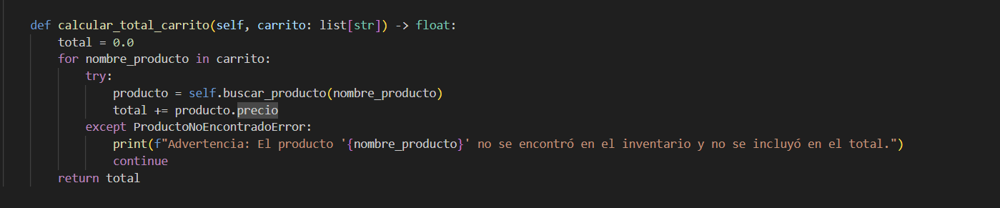 def calcular_total_carrito(self, carrito: list[str]) -> float:
    total = 0.0
    for nombre_producto in carrito:
        try:
            producto = self.buscar_producto(nombre_producto)
            total += producto.precio
        except ProductoNoEncontradoError:
            print(f"Advertencia: El producto '{nombre_producto}' no se encontró en el inventario y no se incluyó en el total.")
            continue
    return total